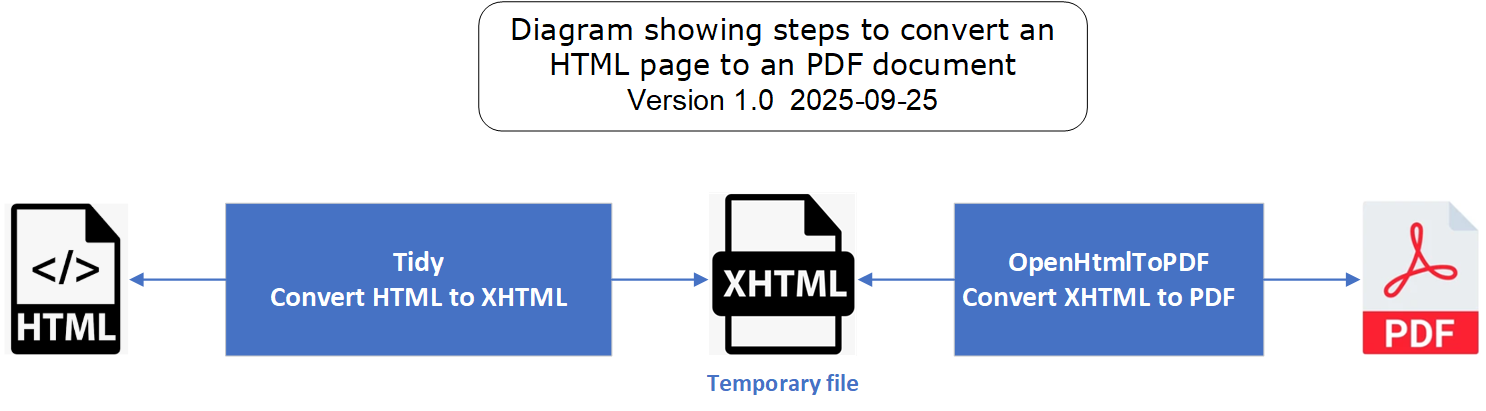 Diagram showing steps to convert an
HTML page to an PDF document
Version 1.0  2025-09-25
</>
HTML
Tidy
Convert HTML to XHTML
XHTML
Temporary file
OpenHtmlToPDF
Convert XHTML to PDF
PDF